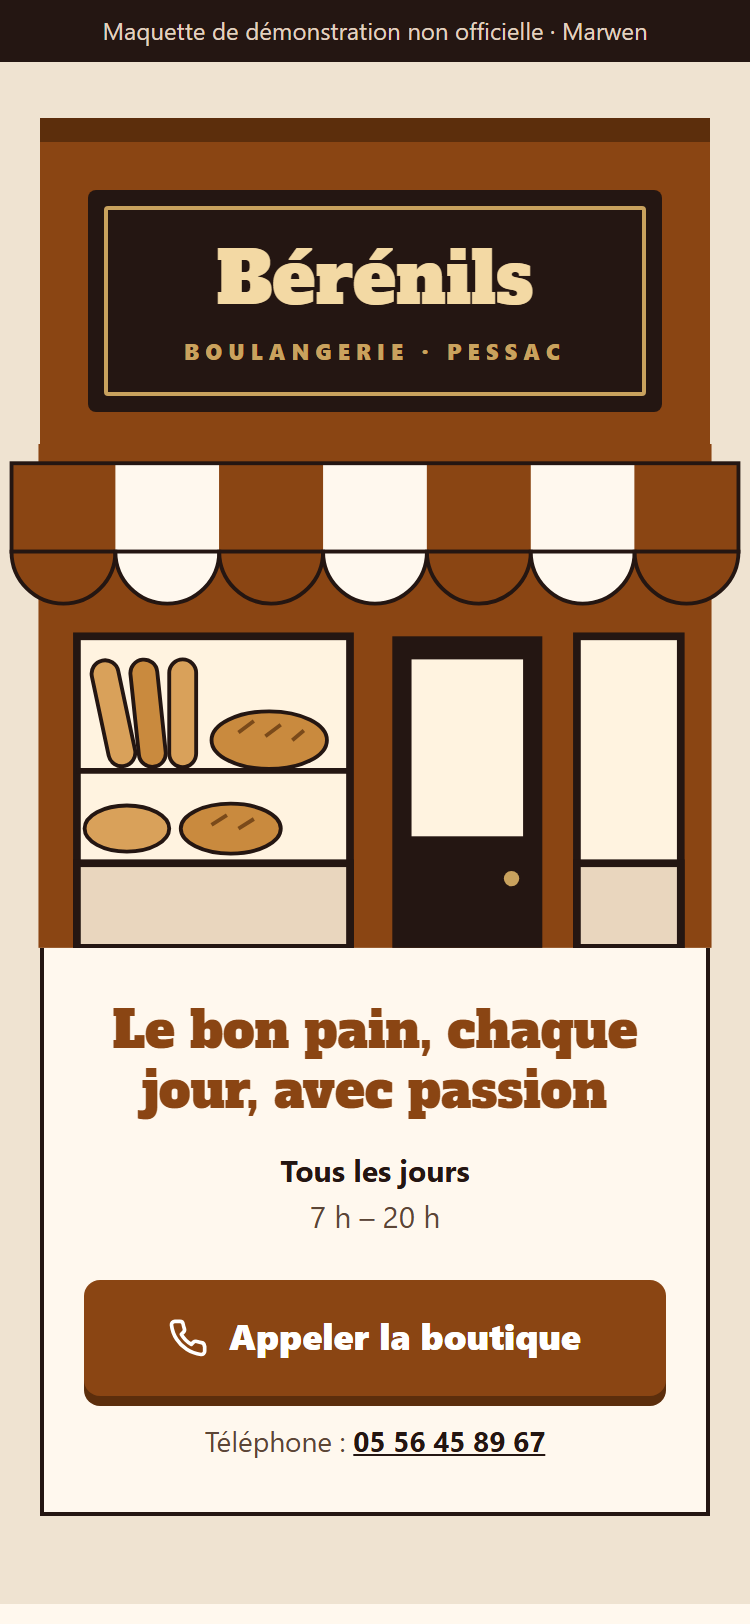 Maquette de démonstration non officielle · Marwen
Bérénils
BOULANGERIE · PESSAC
Le bon pain, chaque
jour, avec passion
Tous les jours
7 h – 20 h
Appeler la boutique
Téléphone : 05 56 45 89 67